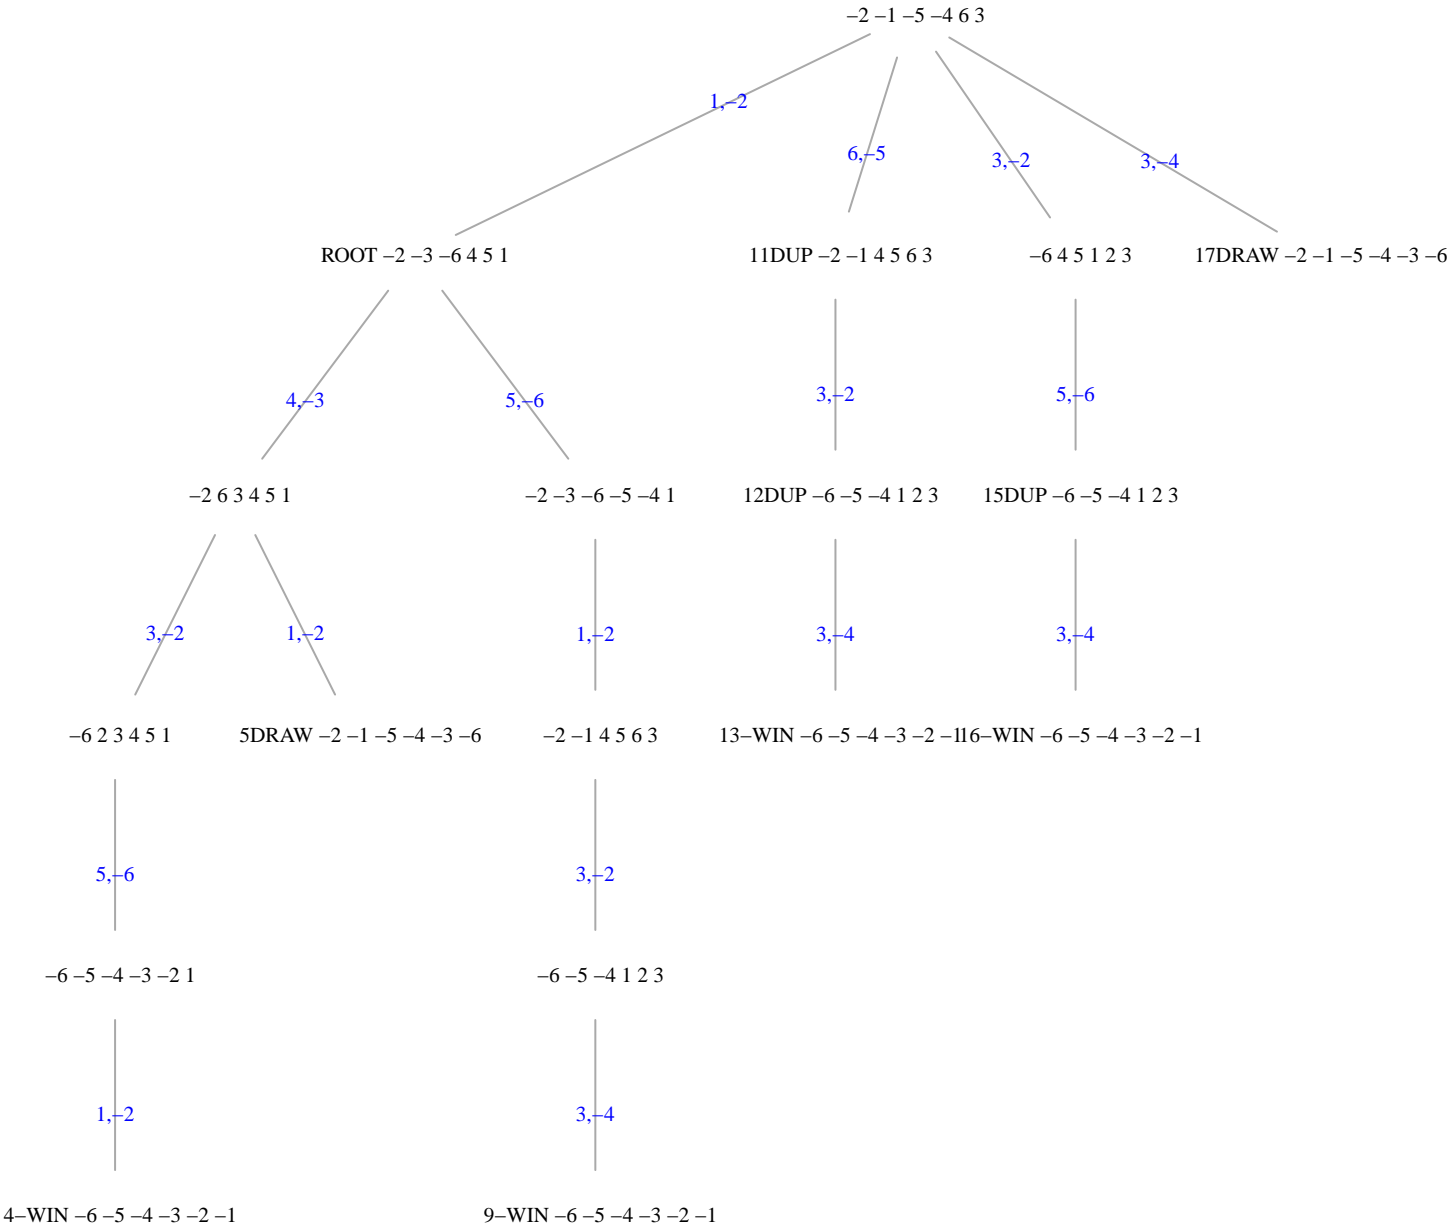 −2 −1 −5 −4 6 3
1,−2
6,−5
3,−2
3,−4
ROOT −2 −3 −6 4 5 1
11DUP −2 −1 4 5 6 3
−6 4 5 1 2 3
17DRAW −2 −1 −5 −4 −3 −6
4,−3
5,−6
3,−2
5,−6
−2 6 3 4 5 1
−2 −3 −6 −5 −4 1
12DUP −6 −5 −4 1 2 3
15DUP −6 −5 −4 1 2 3
3,−2
1,−2
1,−2
3,−4
3,−4
−6 2 3 4 5 1
5DRAW −2 −1 −5 −4 −3 −6
−2 −1 4 5 6 3
13−WIN −6 −5 −4 −3 −2 −1
16−WIN −6 −5 −4 −3 −2 −1
5,−6
3,−2
−6 −5 −4 −3 −2 1
−6 −5 −4 1 2 3
1,−2
3,−4
4−WIN −6 −5 −4 −3 −2 −1
9−WIN −6 −5 −4 −3 −2 −1